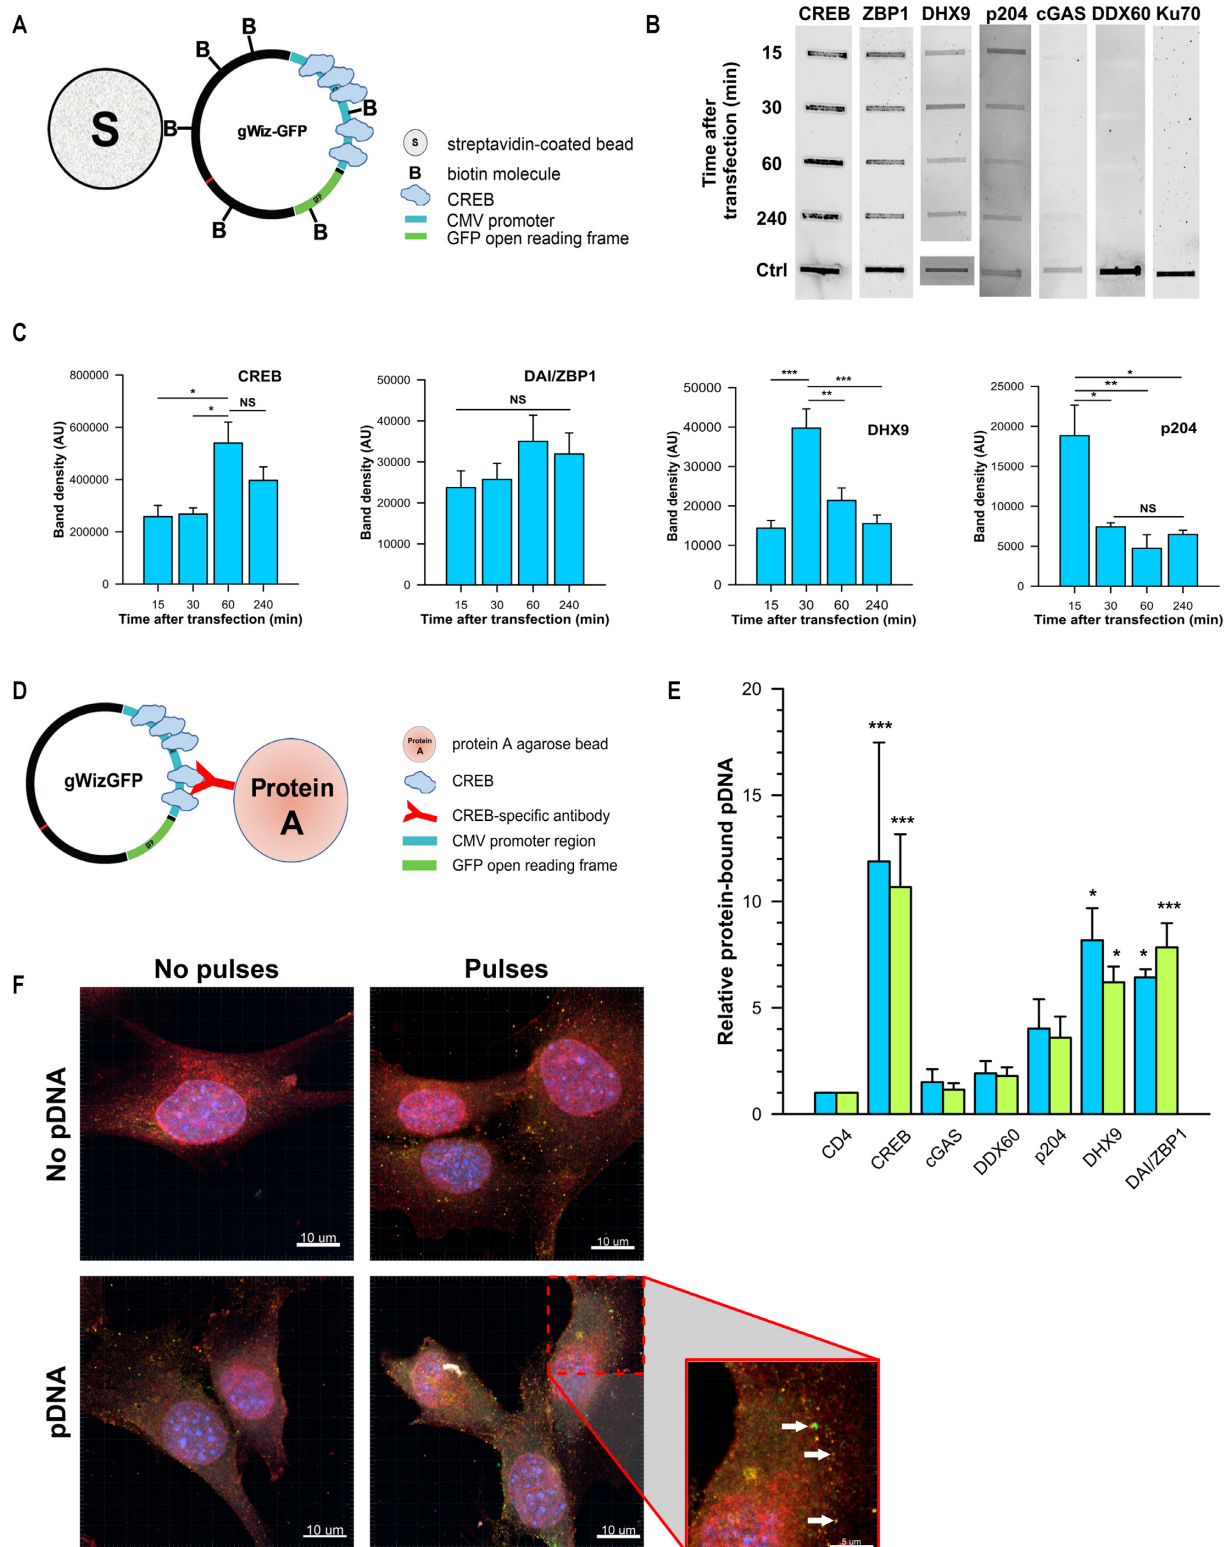 A
B
B
B
B
B
B
S
gWiz-GFP
GFP
S
streptavidin-coated bead
B
biotin molecule
CREB
CMV promoter
GFP open reading frame
B
CREB ZBP1 DHX9 p204 cGAS DDX60 Ku70
Time after
transfection (min)
15
30
60
240
Ctrl
C
CREB
Band density (AU)
800000
600000
400000
200000
0
*
*
NS
15 30 60 240
Time after transfection (min)
DAI/ZBP1
Band density (AU)
50000
40000
30000
20000
10000
0
NS
15 30 60 240
Time after transfection (min)
DHX9
Band density (AU)
50000
40000
30000
20000
10000
0
***
***
**
15 30 60 240
Time after transfection (min)
p204
Band density (AU)
25000
20000
15000
10000
5000
0
*
**
*
NS
15 30 60 240
Time after transfection (min)
D
gWizGFP
GFP
Protein
A
Protein
A
protein A agarose bead
CREB
CREB-specific antibody
CMV promoter region
GFP open reading frame
E
Relative protein-bound pDNA
20
15
10
5
0
***
***
*
*
*
***
CD4
CREB
cGAS
DDX60
p204
DHX9
DAI/ZBP1
F
No pulses
Pulses
No pDNA
pDNA
10 um
10 um
10 um
10 um
5 um